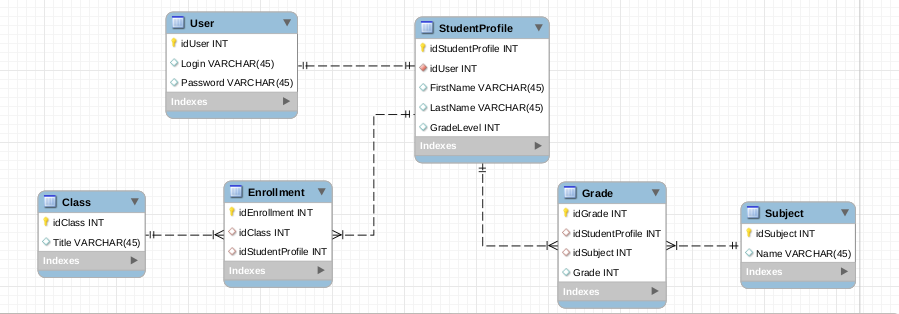 User
idUser INT
Login VARCHAR(45)
Password VARCHAR(45)
Indexes
StudentProfile
idStudentProfile INT
idUser INT
FirstName VARCHAR(45)
LastName VARCHAR(45)
GradeLevel INT
Indexes
Class
idClass INT
Title VARCHAR(45)
Indexes
Enrollment
idEnrollment INT
idClass INT
idStudentProfile INT
Indexes
Grade
idGrade INT
idStudentProfile INT
idSubject INT
Grade INT
Indexes
Subject
idSubject INT
Name VARCHAR(45)
Indexes